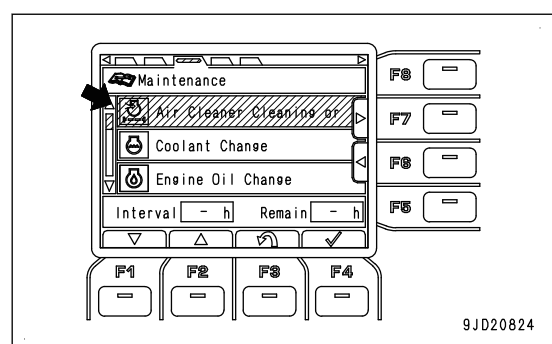 Maintenance
Air Cleaner Cleaning or
Coolant Change
Engine Oil Change
Interval - h Remain - h
F1 F2 F3 F4
F8
F7
F6
F5
9JD20824